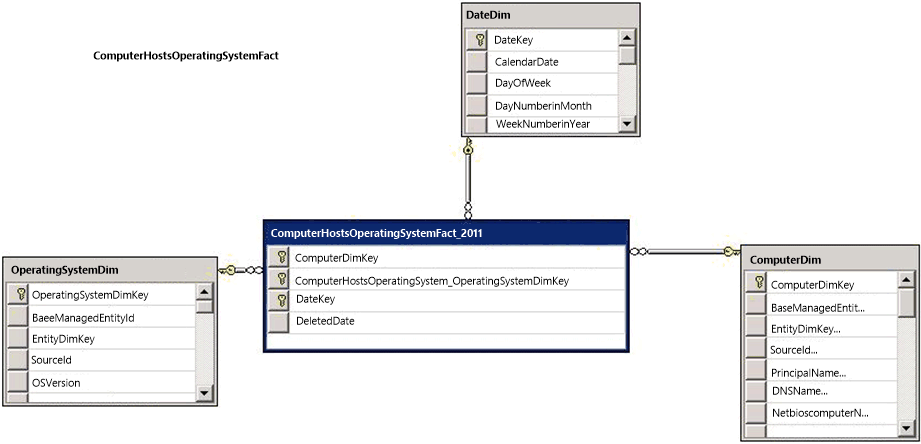 ComputerHostsOperatingSystemFact
DateDim
DateKey
CalendarDate
DayOfWeek
DayNumberinMonth
WeekNumberinYear
ComputerHostsOperatingSystemFact_2011
ComputerDimKey
ComputerHostsOperatingSystem_OperatingSystemDimKey
DateKey
DeletedDate
OperatingSystemDim
OperatingSystemDimKey
BaeeManagedEntityId
EntityDimKey
SourceId
OSVersion
ComputerDim
ComputerDimKey
BaseManagedEntit...
EntityDimKey...
SourceId...
PrincipalName...
DNSName...
NetbioscomputerN...